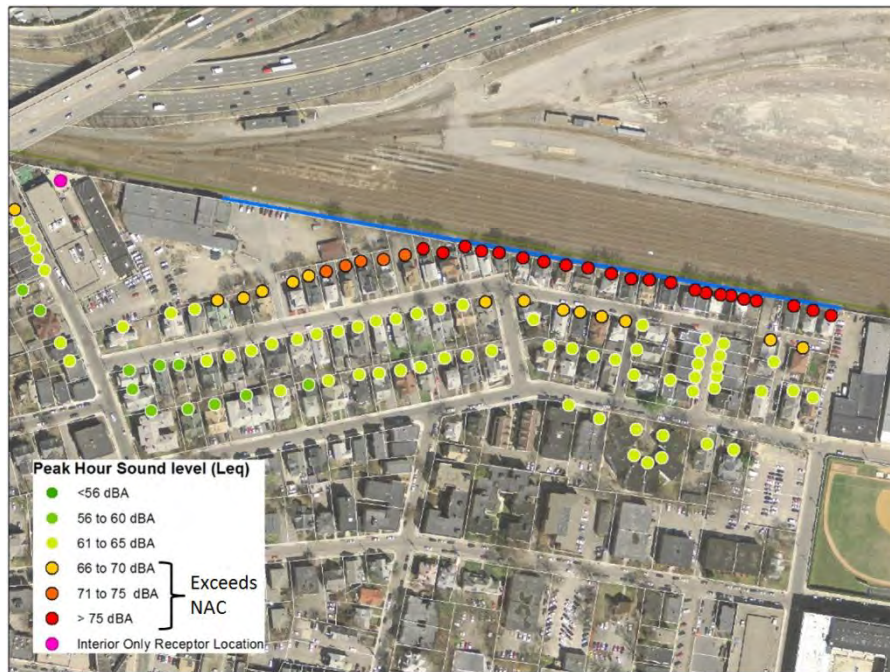 Peak Hour Sound level (Leq)
<56 dBA
56 to 60 dBA
61 to 65 dBA
66 to 70 dBA
71 to 75 dBA
> 75 dBA
Exceeds
NAC
Interior Only Receptor Location